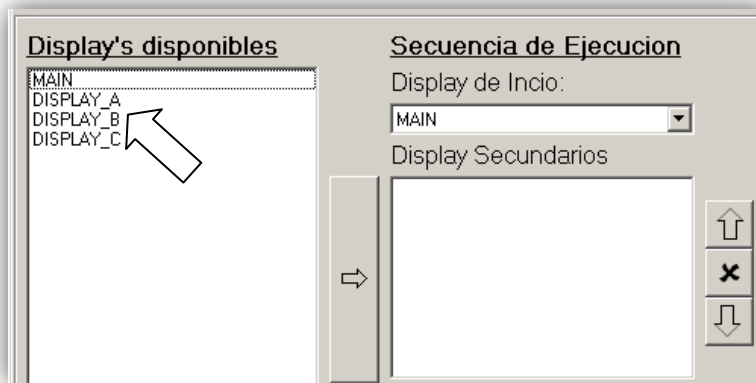 Display's disponibles
MAIN
DISPLAY_A
DISPLAY_B
DISPLAY_C
Secuencia de Ejecucion
Display de Incio:
MAIN
Display Secundarios